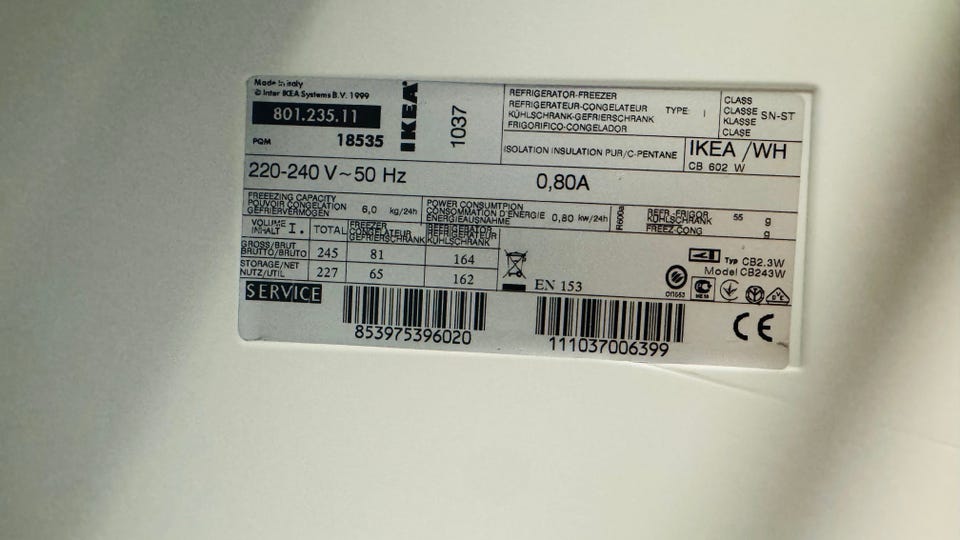 Made in Italy
© Inter IKEA Systems B.V. 1999
801.235.11
PQM 18535
IKEA
1037
REFRIGERATOR-FREEZER
REFRIGERATEUR-CONGELATEUR
KÜHLSCHRANK-GEFRIERSCHRANK
FRIGORIFICO-CONGELADOR
TYPE I
CLASS
CLASSE SN-ST
KLASSE
CLASE
ISOLATION INSULATION PUR/C-PENTANE
IKEA /WH
CB 602 W
220-240 V~50 Hz 0,80A
FREEZING CAPACITY
POUVOIR CONGELATION 6,0 kg/24h
GEFRIERVERMOGEN
POWER CONSUMTPION
CONSOMMATION D'ENERGIE 0,80 kw/24h
ENERGIEAUSNAHME
R600a
REFR.-FRIGOR. 55 g
KÜHLSCHRANK
FREEZ-CONG g
VOLUME l.
INHALT
TOTAL
FREEZER
CONGELATEUR
GEFRIERSCHRANK
REFRIGERATOR
REFRIGERATEUR
KÜHLSCHRANK
GROSS/BRUT 245 81 164
BRUTTO/BRUTO
STORAGE/NET 227 65 162
NUTZ/UTIL
EN 153
Typ CB2.3W
Model CB243W
ОП053
SERVICE
853975396020
111037006399
CE